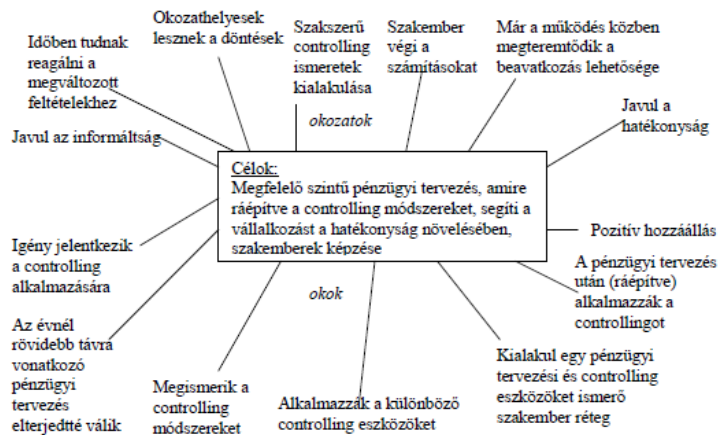 Időben tudnak
reagálni a
megváltozott
feltételekhez
Okozathelyesek
lesznek a döntések
Szakszerű
controlling
ismeretek
kialakulása
Szakember
végi a
számításokat
Már a működés közben
megteremtődik a
beavatkozás lehetősége
Javul az informáltság
okozatok
Javul a
hatékonyság
Célok:
Megfelelő szintű pénzügyi tervezés, amire
ráépítve a controlling módszereket, segíti a
vállalkozást a hatékonyság növelésében,
szakemberek képzése
Igény jelentkezik
a controlling
alkalmazására
Pozitív hozzáállás
okok
A pénzügyi tervezés
után (ráépítve)
alkalmazzák a
controllingot
Az évnél
rövidebb távra
vonatkozó
pénzügyi
tervezés
elterjedtté válik
Megismerik a
controlling
módszereket
Alkalmazzák a különböző
controlling eszközöket
Kialakul egy pénzügyi
tervezési és controlling
eszközöket ismerő
szakember réteg